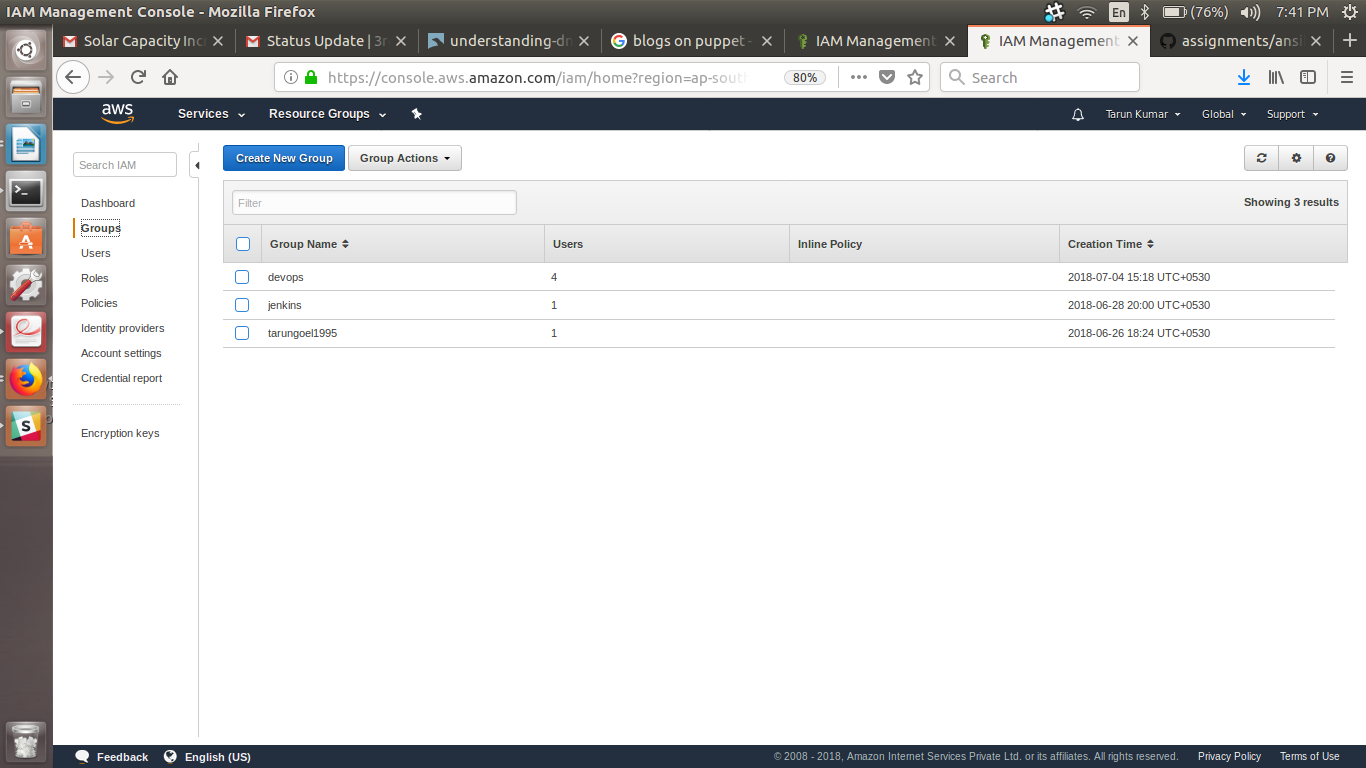 IAM Management Console - Mozilla Firefox
En
(76%)
7:41 PM
Solar Capacity Inc
Status Update | 3r
understanding-dn
blogs on puppet -
IAM Management
IAM Management
assignments/ansi
https://console.aws.amazon.com/iam/home?region=ap-sout
80%
Search
aws
Services
Resource Groups
Tarun Kumar
Global
Support
Search IAM
Dashboard
Groups
Users
Roles
Policies
Identity providers
Account settings
Credential report
Encryption keys
Create New Group
Group Actions
Filter
Showing 3 results
Group Name
Users
Inline Policy
Creation Time
devops
4
2018-07-04 15:18 UTC+0530
jenkins
1
2018-06-28 20:00 UTC+0530
tarungoel1995
1
2018-06-26 18:24 UTC+0530
Feedback
English (US)
© 2008 - 2018, Amazon Internet Services Private Ltd. or its affiliates. All rights reserved.
Privacy Policy
Terms of Use